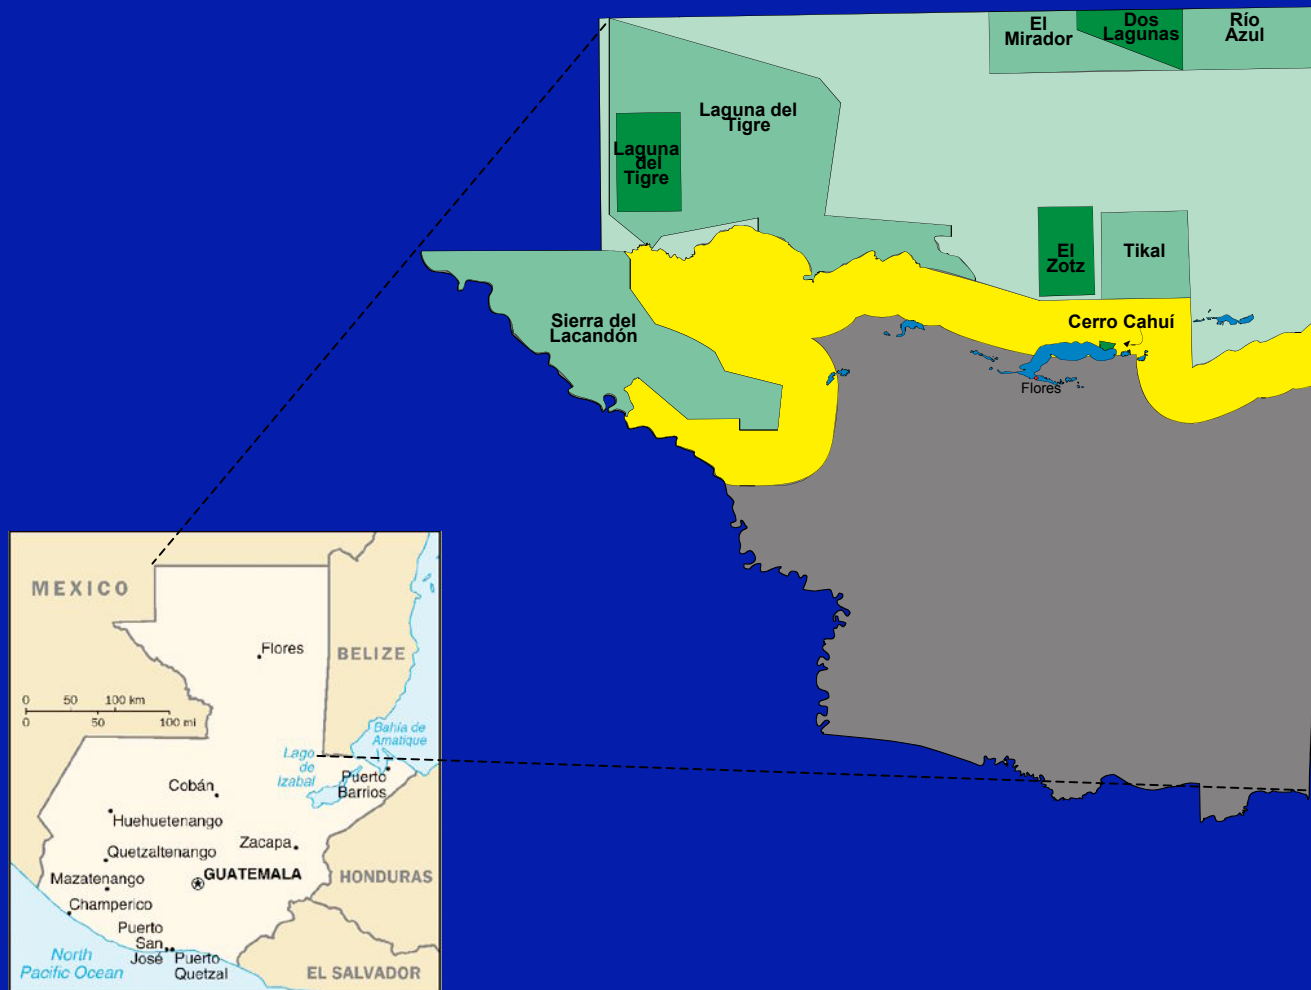 El
Mirador
Dos
Lagunas
Río
Azul
Laguna del
Tigre
Laguna
del
Tigre
El
Zotz
Tikal
Sierra del
Lacandón
Cerro Cahuí
Flores
MEXICO
Flores
BELIZE
0 50 100 km
0 50 100 mi
Bahia de
Amatique
Lago
de
Izabal
Puerto
Barrios
Cobán
Huehuetenango
Zacapa
Quetzaltenango
GUATEMALA
Mazatenango
HONDURAS
Champerico
Puerto
San
José
Puerto
Quetzal
North
Pacific Ocean
EL SALVADOR